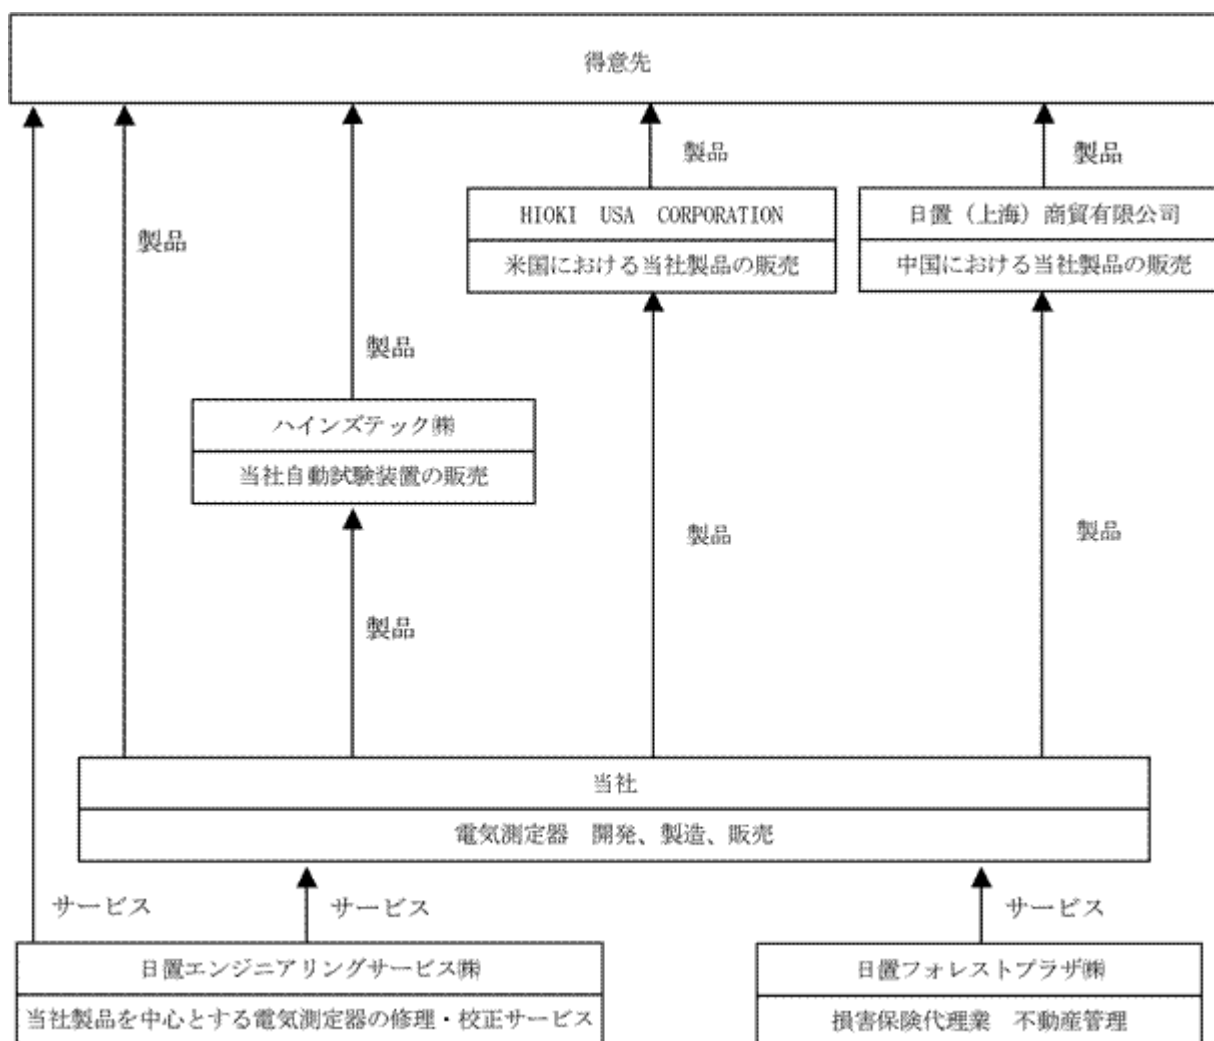 得意先
製品
製品
HIOKI USA CORPORATION
米国における当社製品の販売
日置（上海）商貿有限公司
中国における当社製品の販売
製品
製品
ハインズテック㈱
当社自動試験装置の販売
製品
製品
製品
当社
電気測定器 開発、製造、販売
サービス
サービス
サービス
日置エンジニアリングサービス㈱
当社製品を中心とする電気測定器の修理・校正サービス
日置フォレストプラザ㈱
損害保険代理業 不動産管理